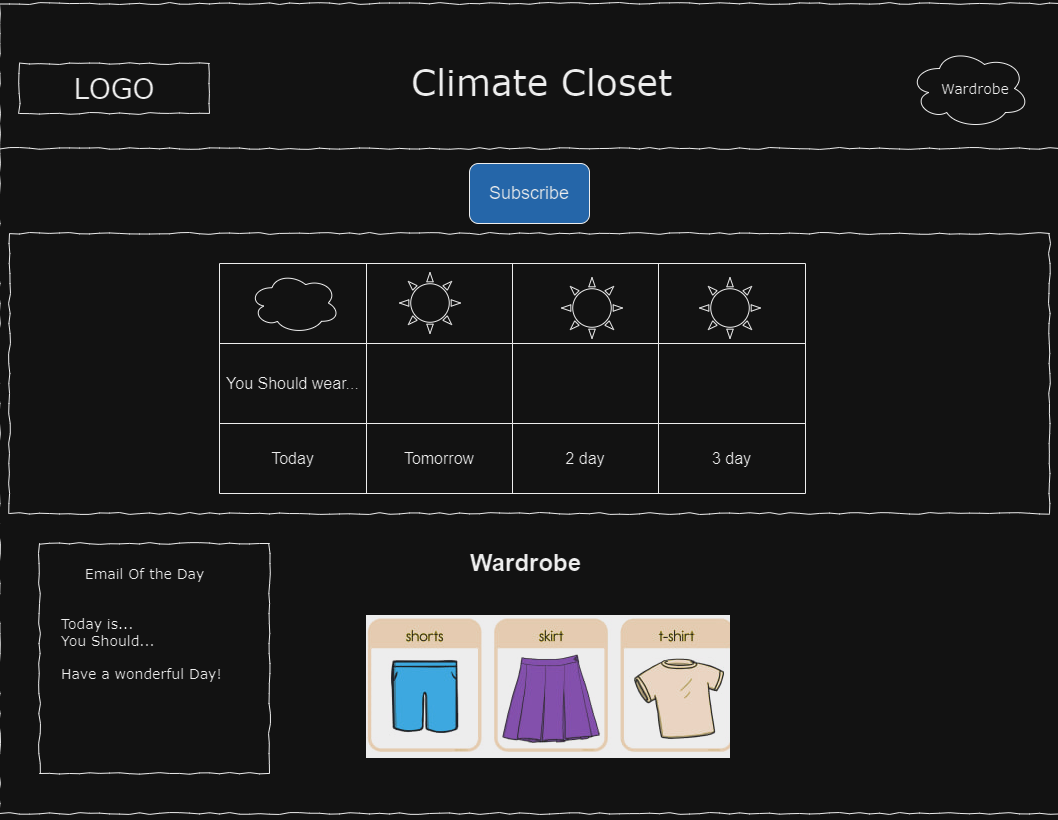 LOGO
Climate Closet
Wardrobe
Subscribe
You Should wear...
Today
Tomorrow
2 day
3 day
Email Of the Day
Today is...
You Should...
Have a wonderful Day!
Wardrobe
shorts
skirt
t-shirt